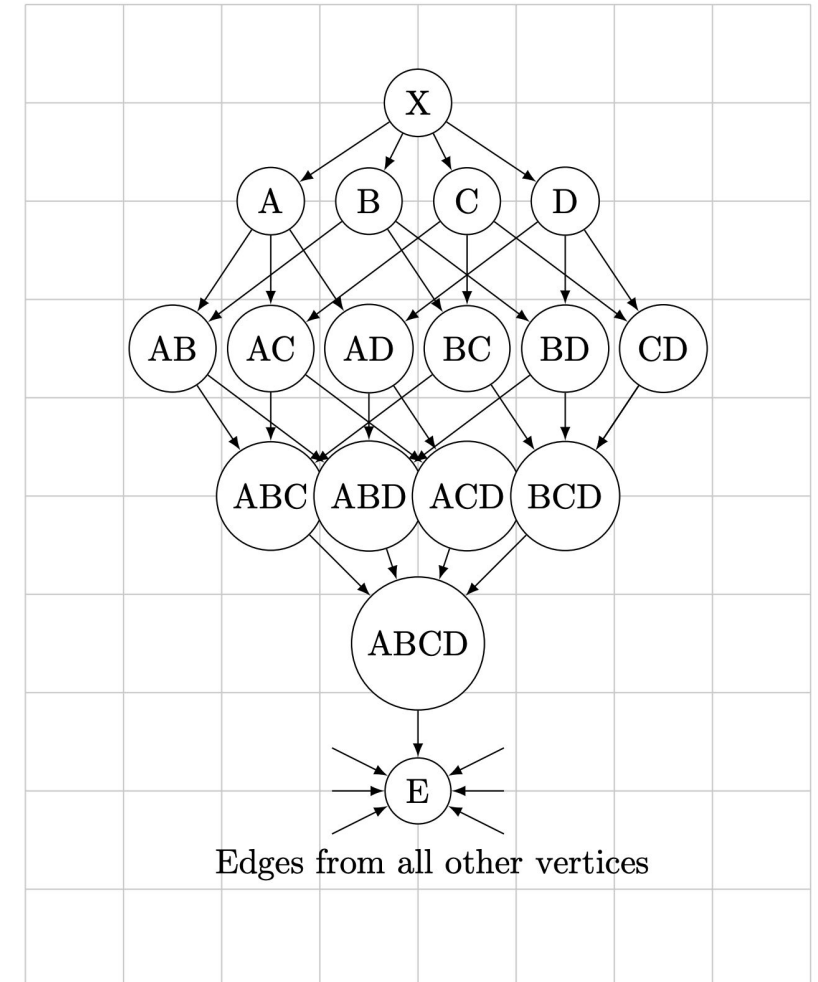 X
A B C D
AB AC AD BC BD CD
ABC ABD ACD BCD
ABCD
E
Edges from all other vertices